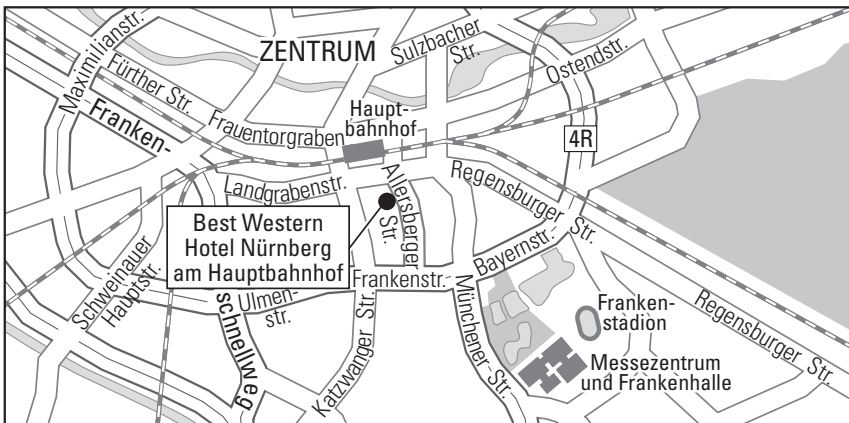 Maximilianstr.
ZENTRUM
Sulzbacher
Str.
Ostendstr.
Fürther Str.
Franken-
Frauentorgraben
Haupt-
bahnhof
4R
Landgrabenstr.
Allersberger
Str.
Regensburger Str.
Best Western
Hotel Nürnberg
am Hauptbahnhof
Schweinauer
Hauptstr.
schnellweg
Ulmen-
str.
Frankenstr.
Bayernstr.
Katzwanger Str.
Münchener Str.
Franken-
stadion
Regensburger Str.
Messezentrum
und Frankenhalle